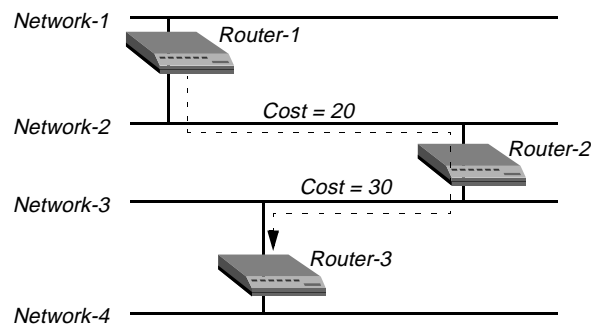 Network-1
Router-1
Cost = 20
Network-2
Router-2
Cost = 30
Network-3
Router-3
Network-4